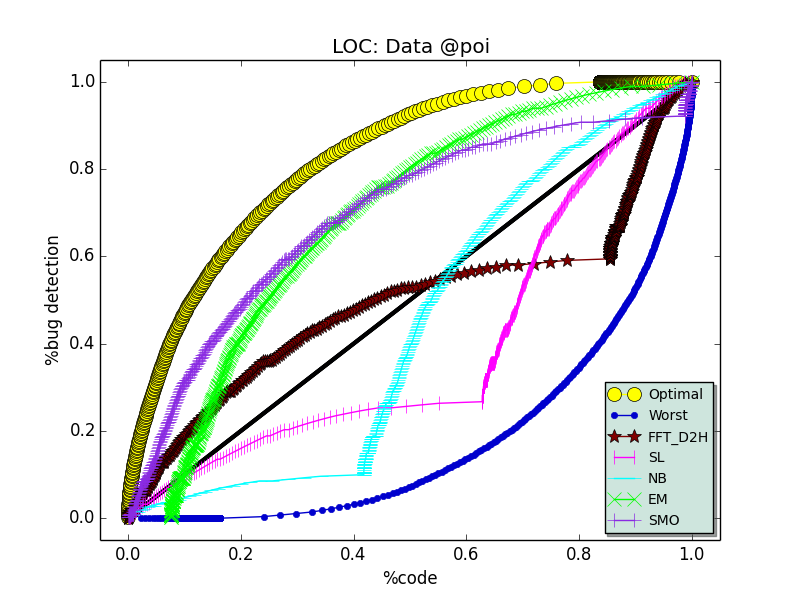 LOC: Data @poi
1.0
0.8
0.6
0.4
0.2
0.0
%bug detection
0.0 0.2 0.4 0.6 0.8 1.0
%code
Optimal
Worst
FFT_D2H
SL
NB
EM
SMO